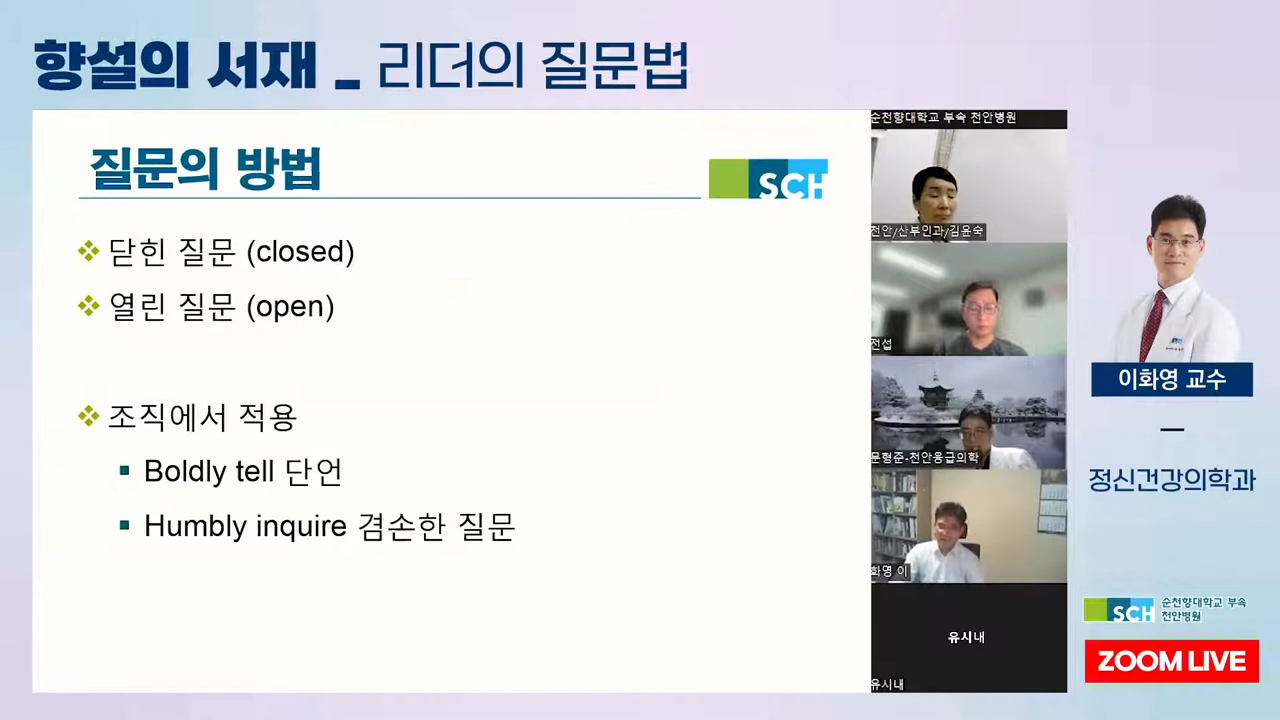 향설의 서재 _ 리더의 질문법
질문의 방법
SCH
❖ 닫힌 질문 (closed)
❖ 열린 질문 (open)
❖ 조직에서 적용
▪ Boldly tell 단언
▪ Humbly inquire 겸손한 질문
순천향대학교 부속 천안병원
천안/산부인과/김윤숙
전섭
문형준-천안응급의학
화영 이
유시내
유시내
이화영 교수
정신건강의학과
SCH 순천향대학교 부속
천안병원
ZOOM LIVE